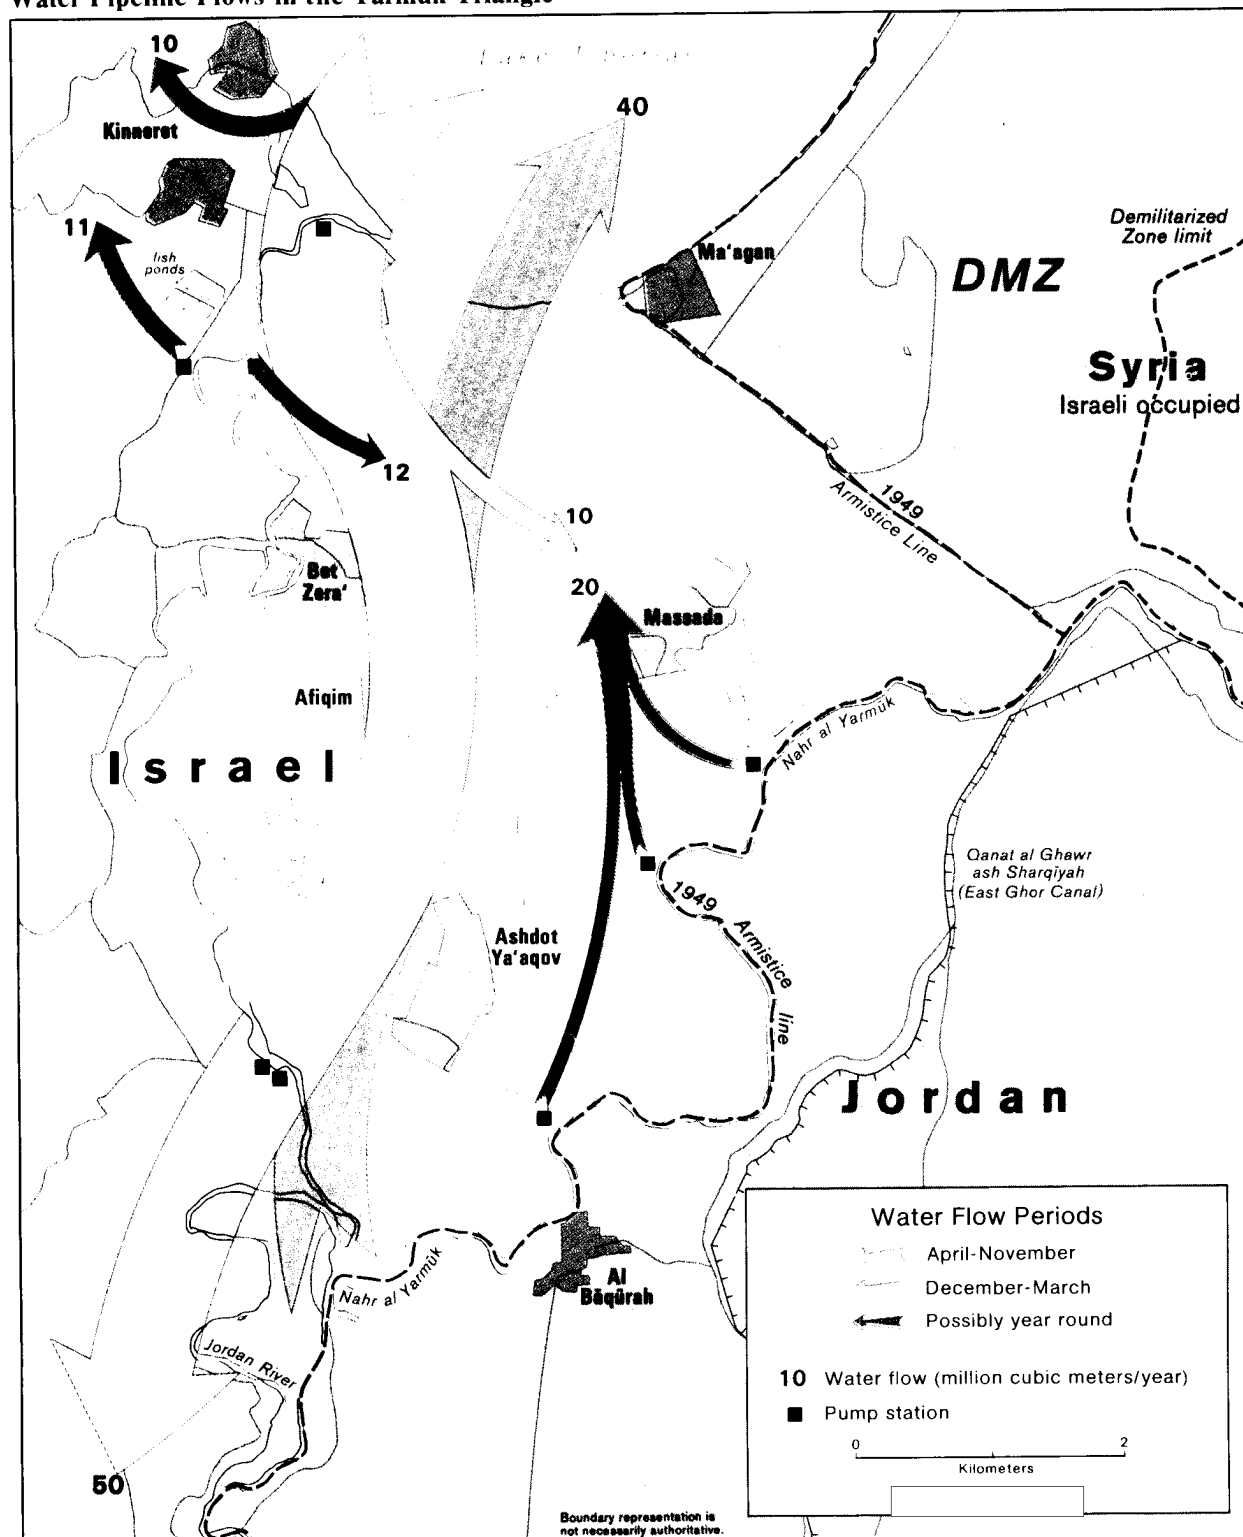 Water Pipeline Flows in the Yarmuk Triangle
10
Kinneret
40
11
fish
ponds
Ma'agan
Demilitarized
Zone limit
DMZ
Syria
Israeli occupied
12
1949
Armistice Line
10
Bet
Zera'
20
Massada
Afiqim
Nahr al Yarmūk
Israel
Qanat al Ghawr
ash Sharqiyah
(East Ghor Canal)
1949 Armistice line
Ashdot
Ya'aqov
Jordan
Al
Bāqūrah
Nahr al Yarmūk
Jordan River
50
Water Flow Periods
April-November
December-March
Possibly year round
10 Water flow (million cubic meters/year)
Pump station
0 2
Kilometers
Boundary representation is
not necessarily authoritative.